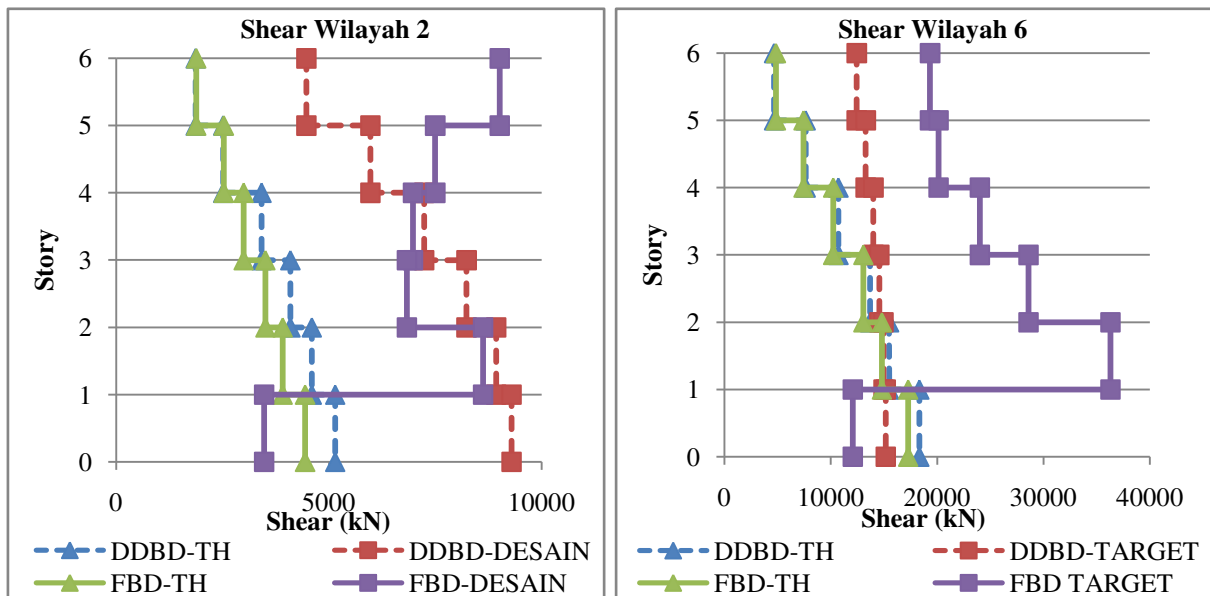 Shear Wilayah 2
6
5
4
3
2
1
0
Story
0 5000 10000
Shear (kN)
DDBD-TH DDBD-DESAIN
FBD-TH FBD-DESAIN
Shear Wilayah 6
6
5
4
3
2
1
0
Story
0 10000 20000 30000 40000
Shear (kN)
DDBD-TH DDBD-TARGET
FBD-TH FBD TARGET